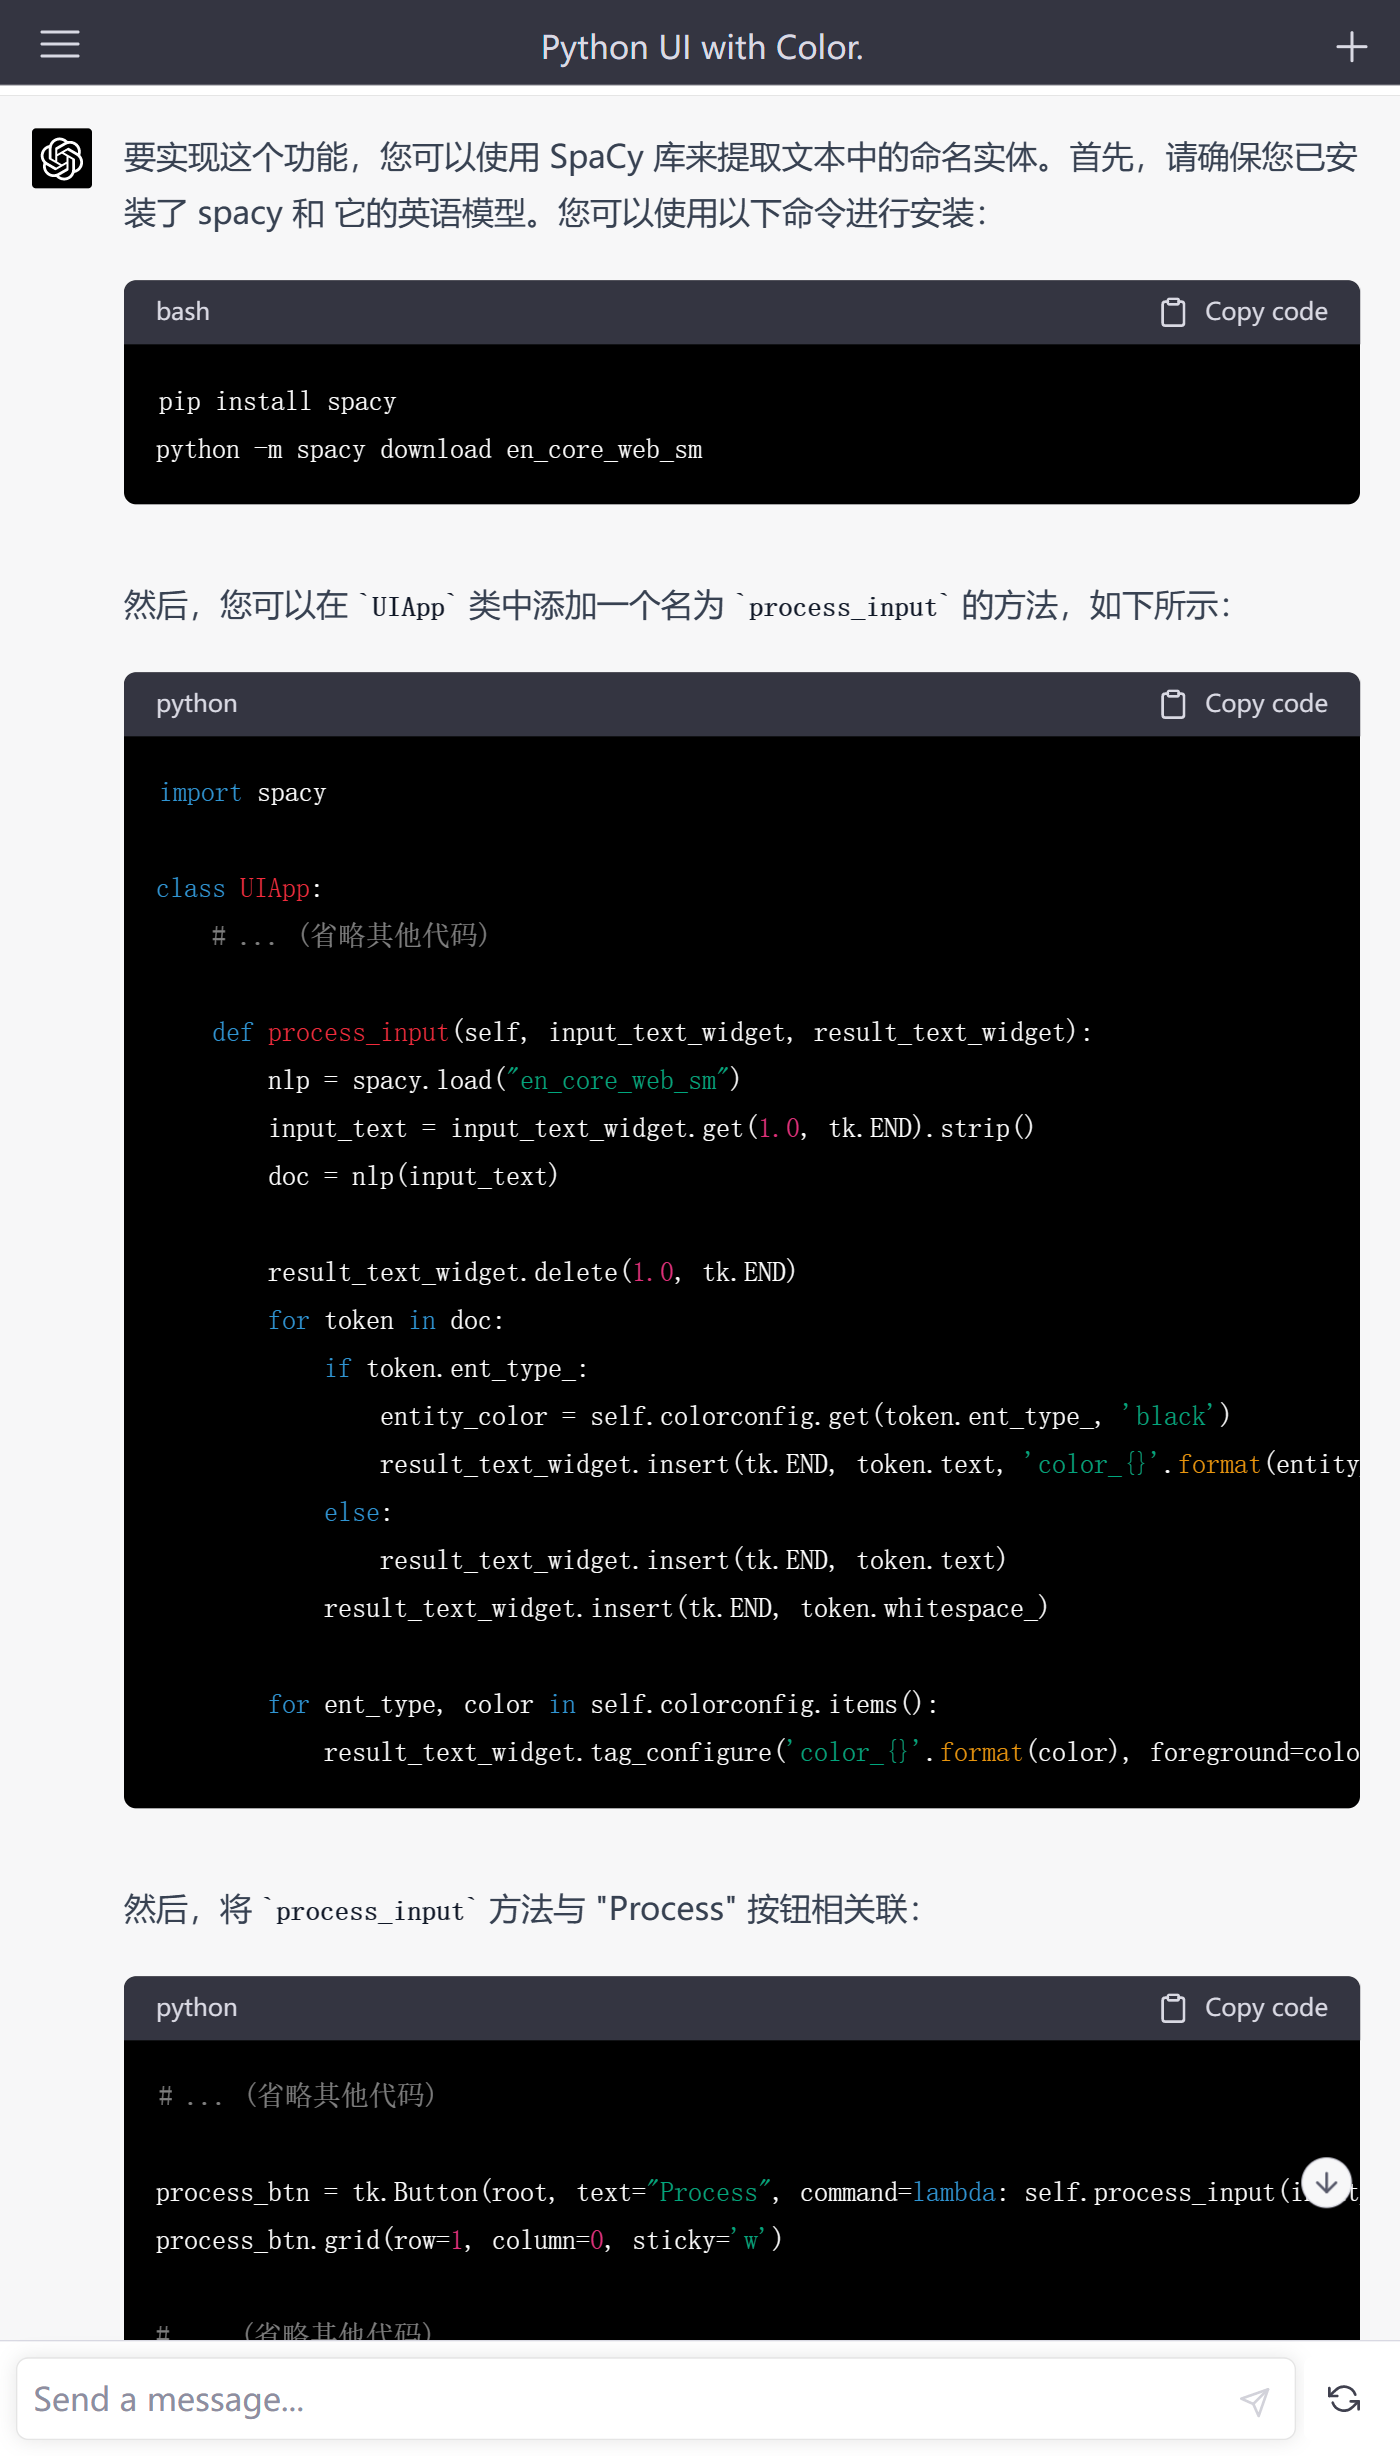 Python UI with Color.
要实现这个功能，您可以使用 SpaCy 库来提取文本中的命名实体。首先，请确保您已安
装了 spacy 和 它的英语模型。您可以使用以下命令进行安装：
bash
Copy code
pip install spacy
python -m spacy download en_core_web_sm
然后，您可以在 `UIApp` 类中添加一个名为 `process_input` 的方法，如下所示：
python
Copy code
import spacy
class UIApp:
    # ... （省略其他代码）
    def process_input(self, input_text_widget, result_text_widget):
        nlp = spacy.load("en_core_web_sm")
        input_text = input_text_widget.get(1.0, tk.END).strip()
        doc = nlp(input_text)
        result_text_widget.delete(1.0, tk.END)
        for token in doc:
            if token.ent_type_:
                entity_color = self.colorconfig.get(token.ent_type_, 'black')
                result_text_widget.insert(tk.END, token.text, 'color_{}'.format(entity
            else:
                result_text_widget.insert(tk.END, token.text)
            result_text_widget.insert(tk.END, token.whitespace_)
        for ent_type, color in self.colorconfig.items():
            result_text_widget.tag_configure('color_{}'.format(color), foreground=colo
然后，将 `process_input` 方法与 "Process" 按钮相关联：
python
Copy code
# ... （省略其他代码）
process_btn = tk.Button(root, text="Process", command=lambda: self.process_input(
process_btn.grid(row=1, column=0, sticky='w')
# （省略其他代码）
Send a message...